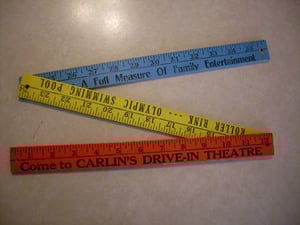 A Full Measure Of Family Entertainment
ROLLER RINK ... OLYMPIC SWIMMING POOL
Come to CARLIN'S DRIVE-IN THEATRE